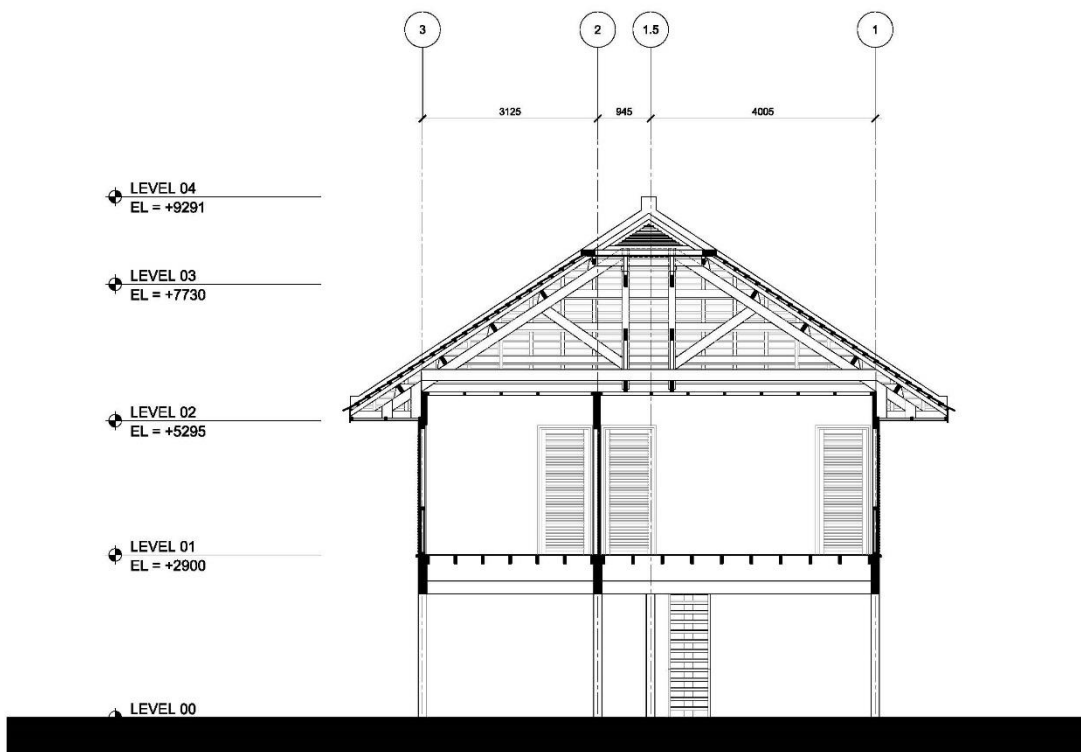 3
2
1.5
1
3125
945
4005
LEVEL 04
EL = +9291
LEVEL 03
EL = +7730
LEVEL 02
EL = +5295
LEVEL 01
EL = +2900
LEVEL 00